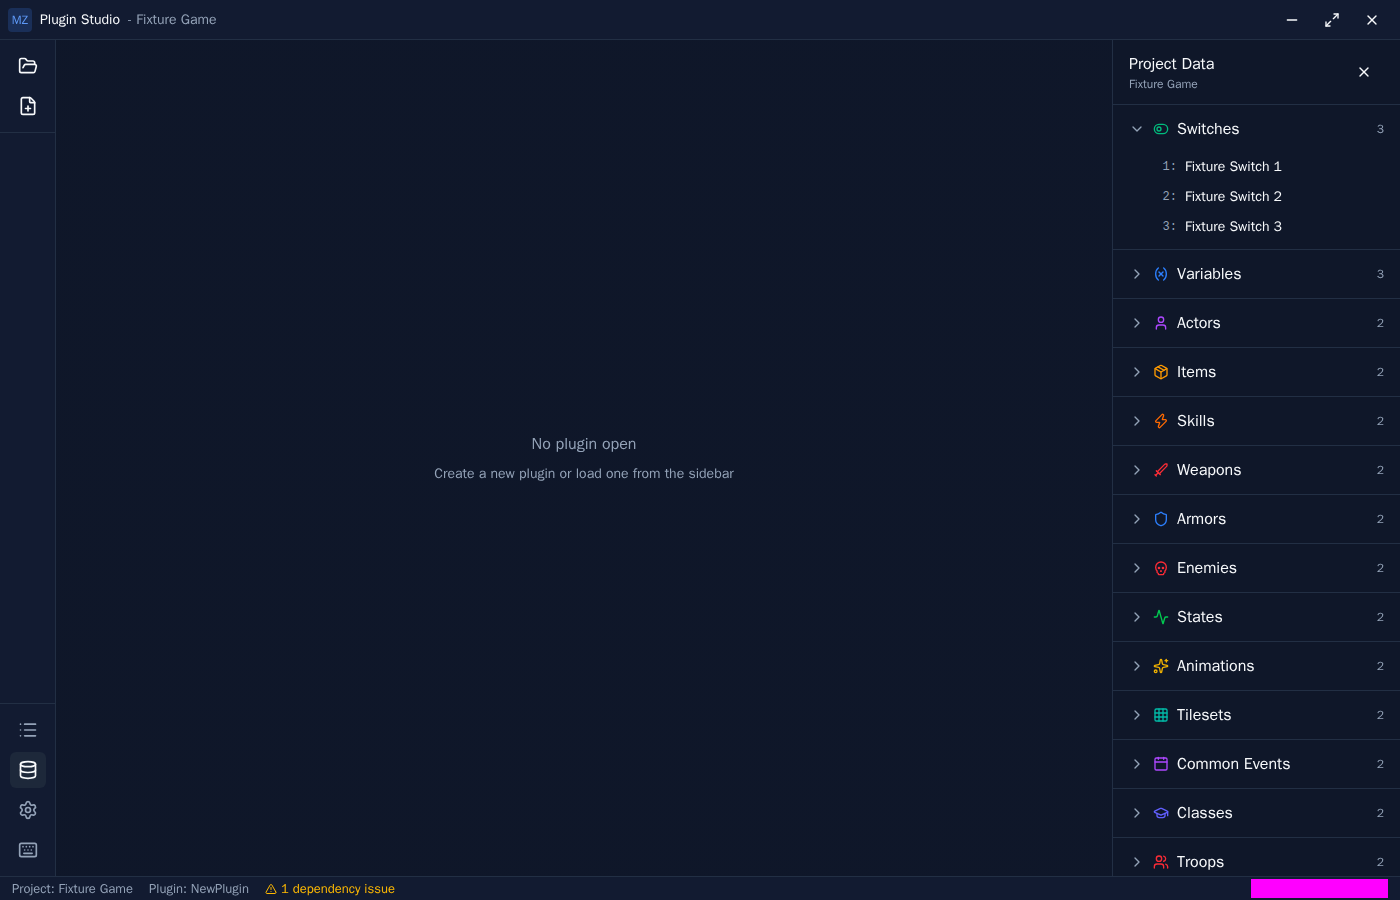 MZ Plugin Studio - Fixture Game
Project Data
Fixture Game
Switches 3
1: Fixture Switch 1
2: Fixture Switch 2
3: Fixture Switch 3
Variables 3
Actors 2
Items 2
Skills 2
Weapons 2
Armors 2
Enemies 2
States 2
Animations 2
Tilesets 2
Common Events 2
Classes 2
Troops 2
No plugin open
Create a new plugin or load one from the sidebar
Project: Fixture Game Plugin: NewPlugin 1 dependency issue